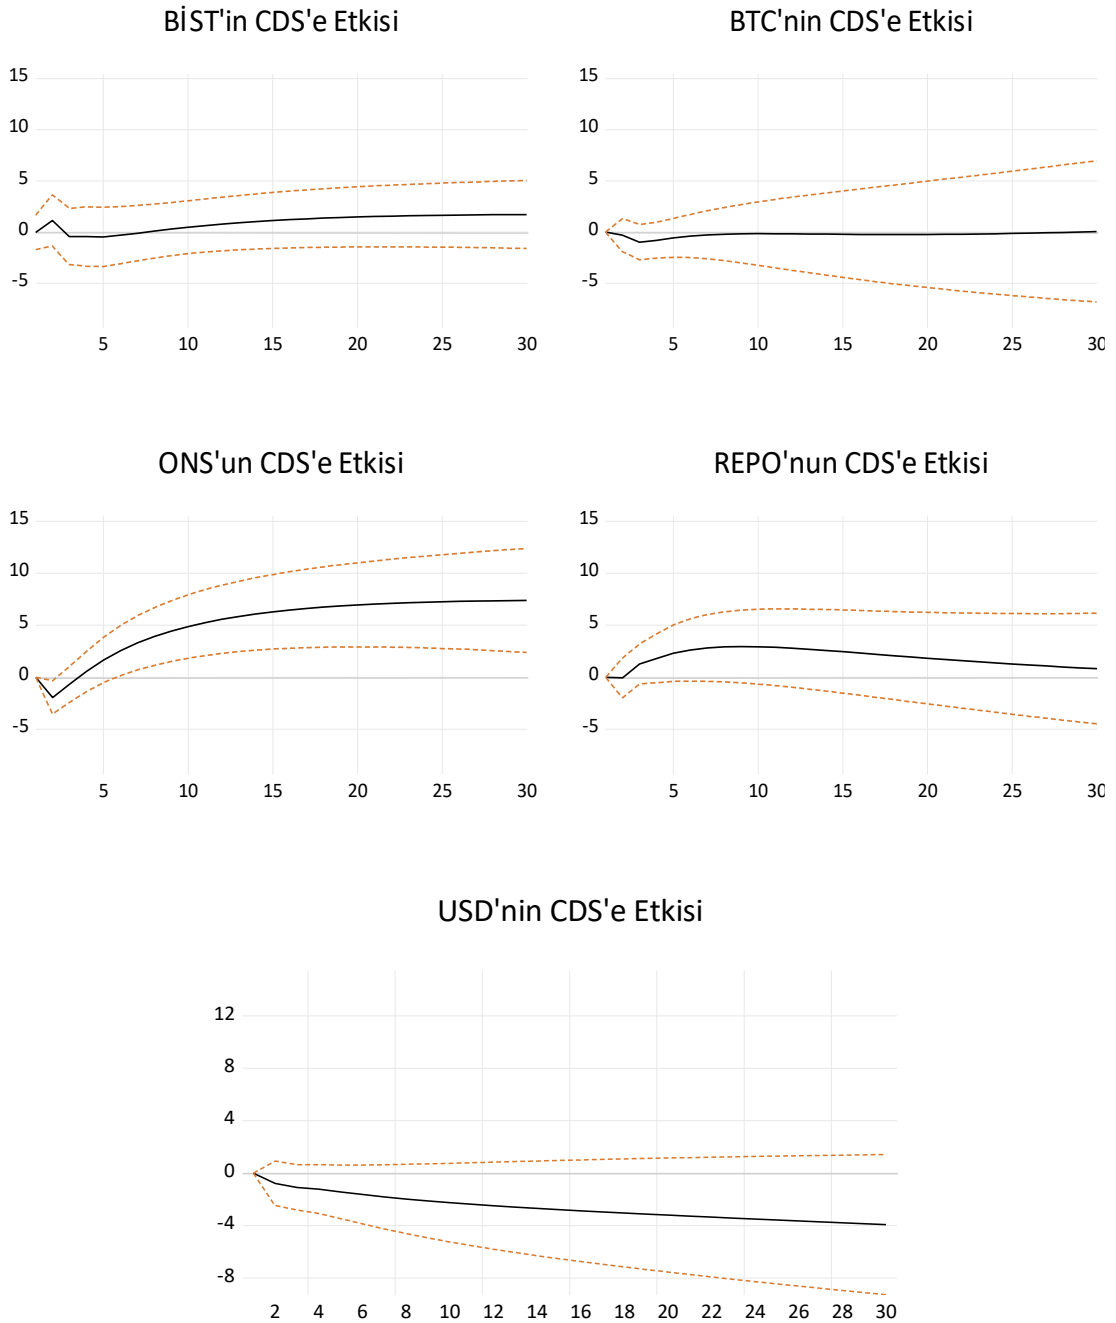 BİST'in CDS'e Etkisi
15
10
5
0
-5
5 10 15 20 25 30
BTC'nin CDS'e Etkisi
15
10
5
0
-5
5 10 15 20 25 30
ONS'un CDS'e Etkisi
15
10
5
0
-5
5 10 15 20 25 30
REPO'nun CDS'e Etkisi
15
10
5
0
-5
5 10 15 20 25 30
USD'nin CDS'e Etkisi
12
8
4
0
-4
-8
2 4 6 8 10 12 14 16 18 20 22 24 26 28 30